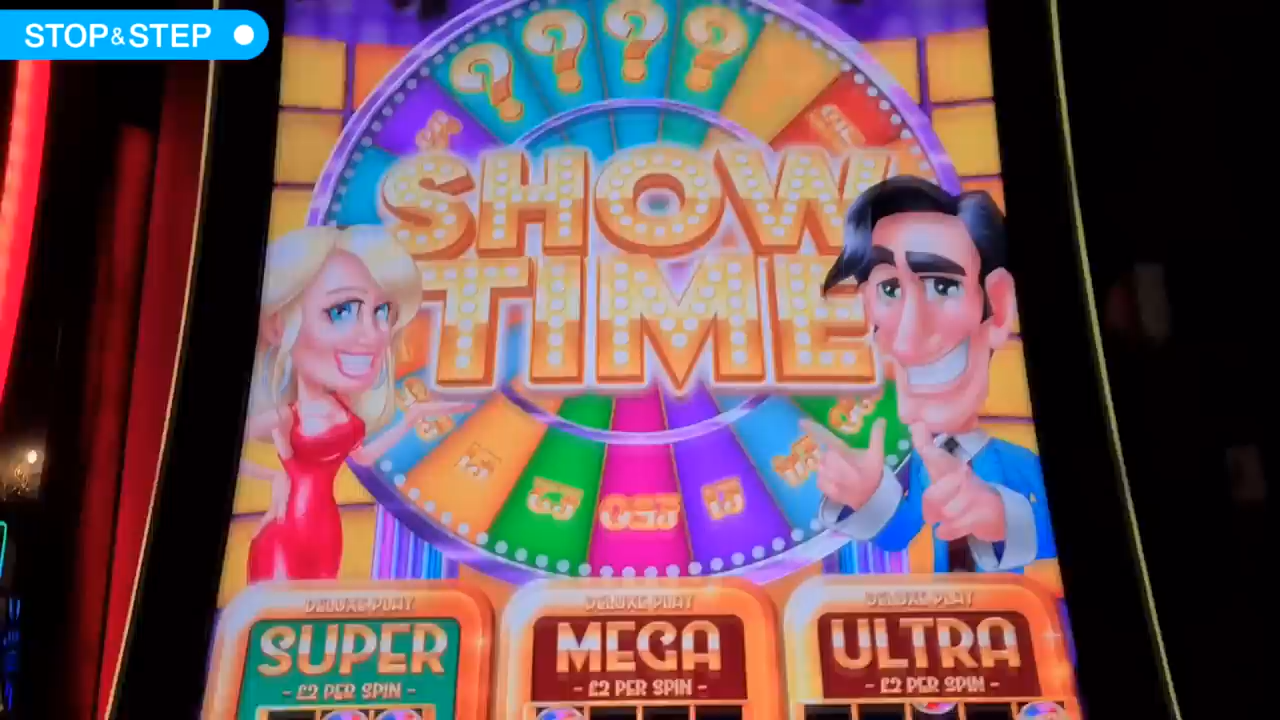 STOP&STEP
? ? ? ?
SHOW
TIME
DELUXE PLAY
SUPER
- £2 PER SPIN -
DELUXE PLAY
MEGA
- £2 PER SPIN -
DELUXE PLAY
ULTRA
- £2 PER SPIN -